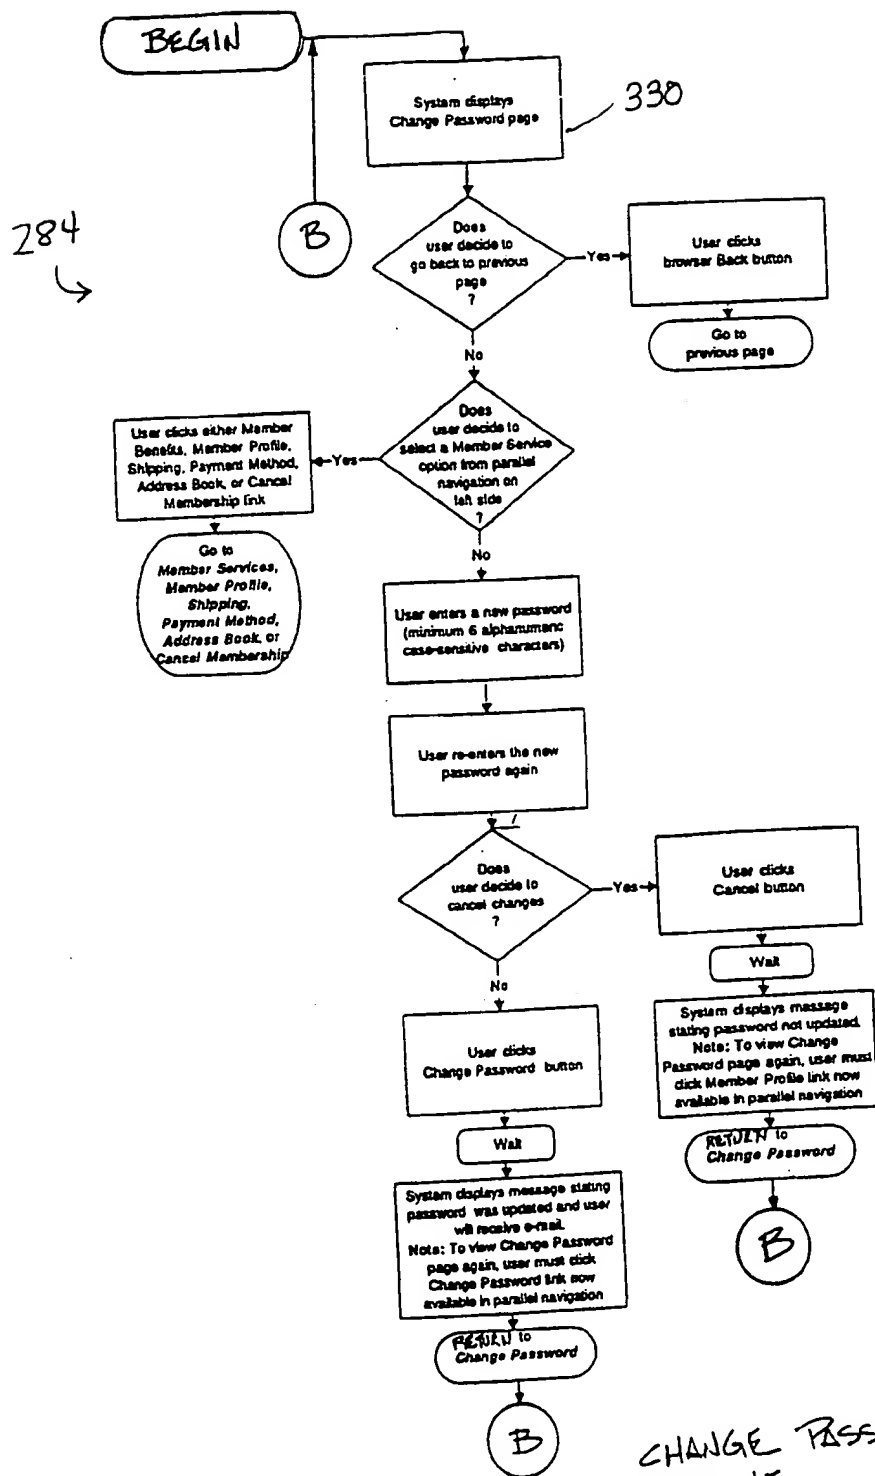 BEGIN
System displays
Change Password page
330
284
B
Does
user decide to
go back to previous
page
?
Yes
User clicks
browser Back button
Go to
previous page
No
Does
user decide to
select a Member Service
option from parallel
navigation on
left side
?
Yes
User clicks either Member
Benefits, Member Profile,
Shipping, Payment Method,
Address Book, or Cancel
Membership link
Go to
Member Services,
Member Profile,
Shipping,
Payment Method,
Address Book, or
Cancel Membership
No
User enters a new password
(minimum 6 alphanumeric
case-sensitive characters)
User re-enters the new
password again
Does
user decide to
cancel changes
?
Yes
User clicks
Cancel button
Wait
System displays message
stating password not updated.
Note: To view Change
Password page again, user must
click Member Profile link now
available in parallel navigation
RETURN to
Change Password
B
No
User clicks
Change Password button
Wait
System displays message stating
password was updated and user
will receive e-mail.
Note: To view Change Password
page again, user must click
Change Password link now
available in parallel navigation
RETURN to
Change Password
B
CHANGE PASS